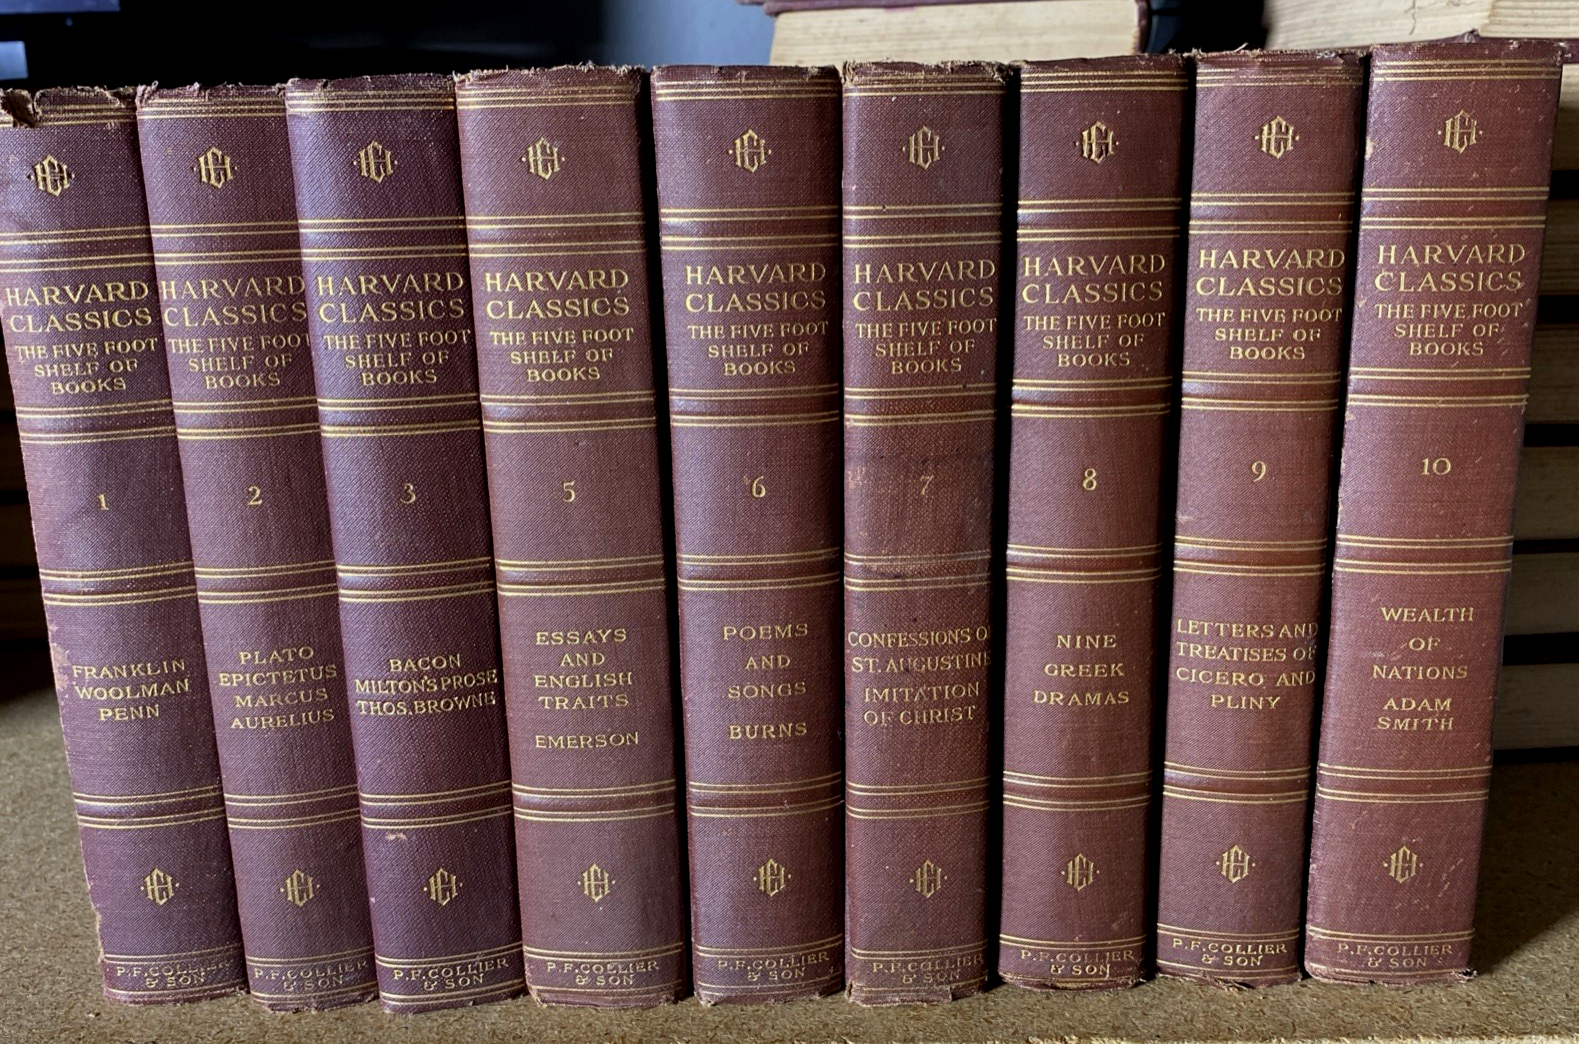 HARVARD
CLASSICS
THE FIVE FOOT
SHELF OF
BOOKS
1
FRANKLIN
WOOLMAN
PENN
P.F. COLLIER
& SON
HARVARD
CLASSICS
THE FIVE FOOT
SHELF OF
BOOKS
2
PLATO
EPICTETUS
MARCUS
AURELIUS
P.F. COLLIER
& SON
HARVARD
CLASSICS
THE FIVE FOOT
SHELF OF
BOOKS
3
BACON
MILTON'S PROSE
THOS. BROWNE
P.F. COLLIER
& SON
HARVARD
CLASSICS
THE FIVE FOOT
SHELF OF
BOOKS
5
ESSAYS
AND
ENGLISH
TRAITS
EMERSON
P.F. COLLIER
& SON
HARVARD
CLASSICS
THE FIVE FOOT
SHELF OF
BOOKS
6
POEMS
AND
SONGS
BURNS
P.F. COLLIER
& SON
HARVARD
CLASSICS
THE FIVE FOOT
SHELF OF
BOOKS
7
CONFESSIONS OF
ST. AUGUSTINE
IMITATION
OF CHRIST
P.F. COLLIER
& SON
HARVARD
CLASSICS
THE FIVE FOOT
SHELF OF
BOOKS
8
NINE
GREEK
DRAMAS
P.F. COLLIER
& SON
HARVARD
CLASSICS
THE FIVE FOOT
SHELF OF
BOOKS
9
LETTERS AND
TREATISES OF
CICERO AND
PLINY
P.F. COLLIER
& SON
HARVARD
CLASSICS
THE FIVE FOOT
SHELF OF
BOOKS
10
WEALTH
OF
NATIONS
ADAM
SMITH
P.F. COLLIER
& SON